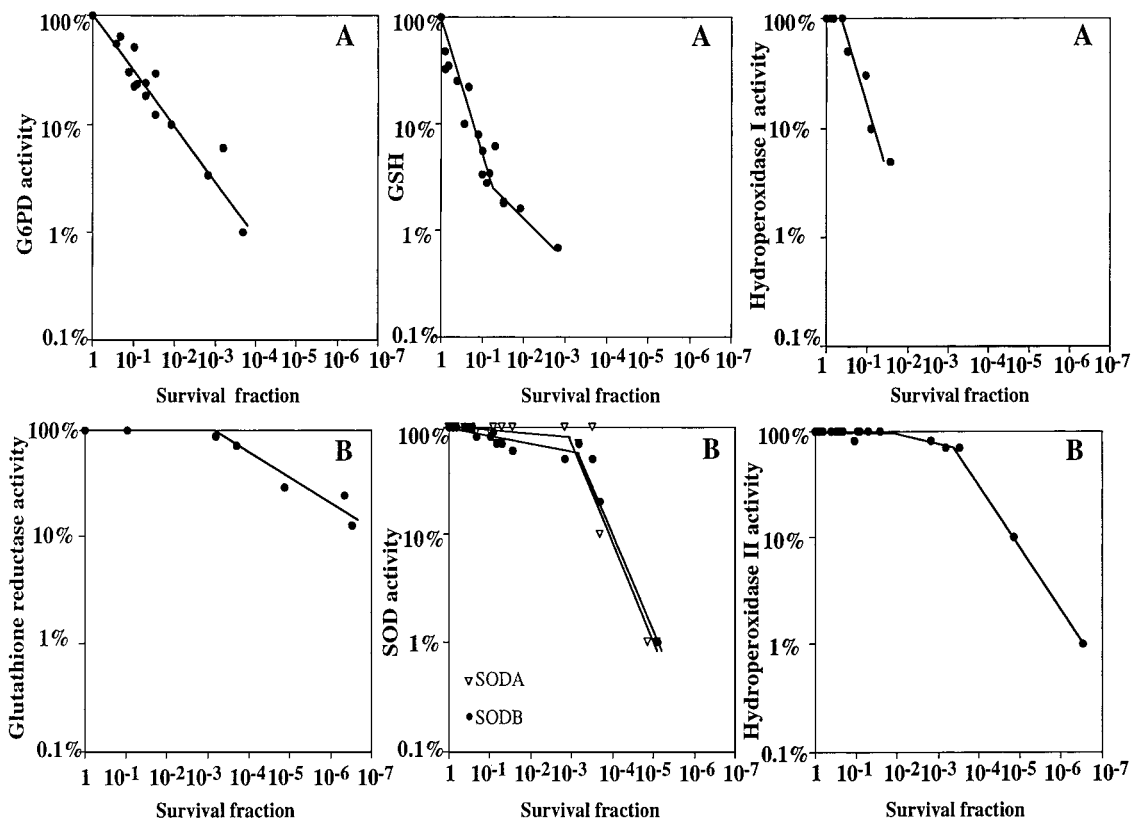 100%
A
10%
1%
0.1%
G6PD activity
1 10-1 10-2 10-3 10-4 10-5 10-6 10-7
Survival fraction
100%
A
10%
1%
0.1%
GSH
1 10-1 10-2 10-3 10-4 10-5 10-6 10-7
Survival fraction
100%
A
10%
1%
0.1%
Hydroperoxidase I activity
1 10-1 10-2 10-3 10-4 10-5 10-6 10-7
Survival fraction
100%
B
10%
1%
0.1%
Glutathione reductase activity
1 10-1 10-2 10-3 10-4 10-5 10-6 10-7
Survival fraction
100%
B
10%
1%
0.1%
SOD activity
SODA
SODB
1 10-1 10-2 10-3 10-4 10-5 10-6 10-7
Survival fraction
100%
B
10%
1%
0.1%
Hydroperoxidase II activity
1 10-1 10-2 10-3 10-4 10-5 10-6 10-7
Survival fraction